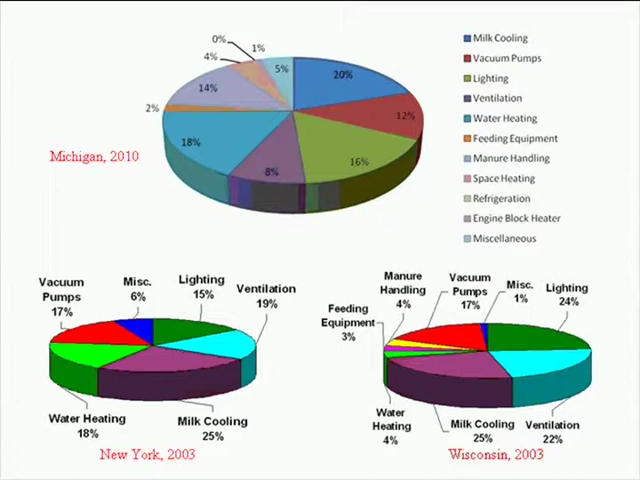 0%
1%
4%
5%
20%
14%
12%
2%
18%
16%
8%
Michigan, 2010
Milk Cooling
Vacuum Pumps
Lighting
Ventilation
Water Heating
Feeding Equipment
Manure Handling
Space Heating
Refrigeration
Engine Block Heater
Miscellaneous
Vacuum
Pumps
17%
Misc.
6%
Lighting
15%
Ventilation
19%
Water Heating
18%
Milk Cooling
25%
New York, 2003
Feeding
Equipment
3%
Manure
Handling
4%
Vacuum
Pumps
17%
Misc.
1%
Lighting
24%
Water
Heating
4%
Milk Cooling
25%
Ventilation
22%
Wisconsin, 2003